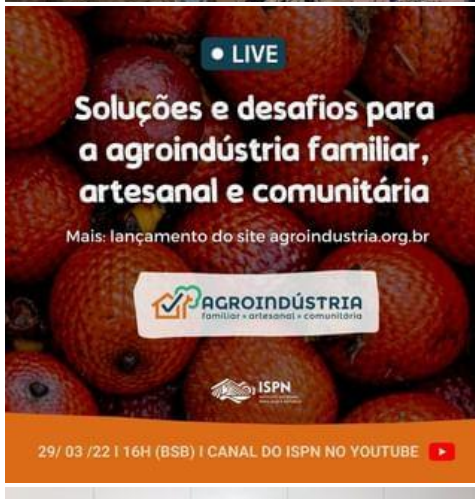 • LIVE
Soluções e desafios para
a agroindústria familiar,
artesanal e comunitária
Mais: lançamento do site agroindustria.org.br
AGROINDÚSTRIA
familiar • artesanal • comunitária
ISPN
29/ 03 /22 I 16H (BSB) I CANAL DO ISPN NO YOUTUBE